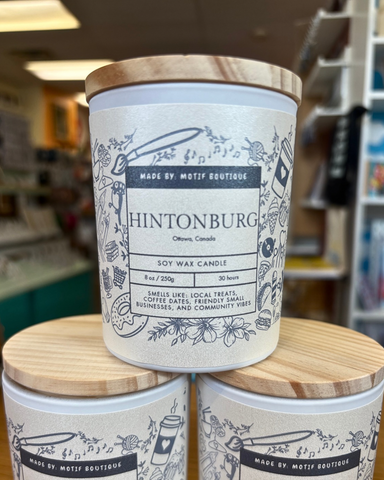 MADE BY: MOTIF BOUTIQUE
HINTONBURG
Ottawa, Canada
SOY WAX CANDLE
8 oz / 250g
30 hours
SMELLS LIKE: LOCAL TREATS,
COFFEE DATES, FRIENDLY SMALL
BUSINESSES, AND COMMUNITY VIBES
MADE BY: MOTIF BOUTIQUE
MADE BY: MOTIF BOUTIQUE